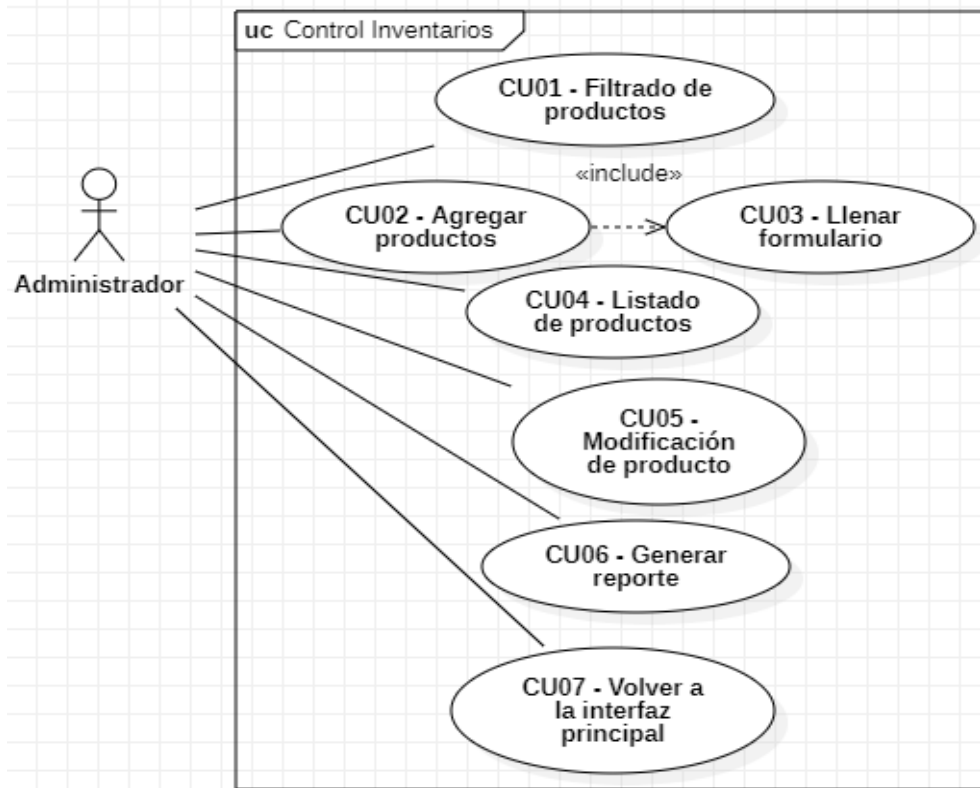 uc Control Inventarios
CU01 - Filtrado de
productos
«include»
CU02 - Agregar
productos
CU03 - Llenar
formulario
Administrador
CU04 - Listado
de productos
CU05 -
Modificación
de producto
CU06 - Generar
reporte
CU07 - Volver a
la interfaz
principal